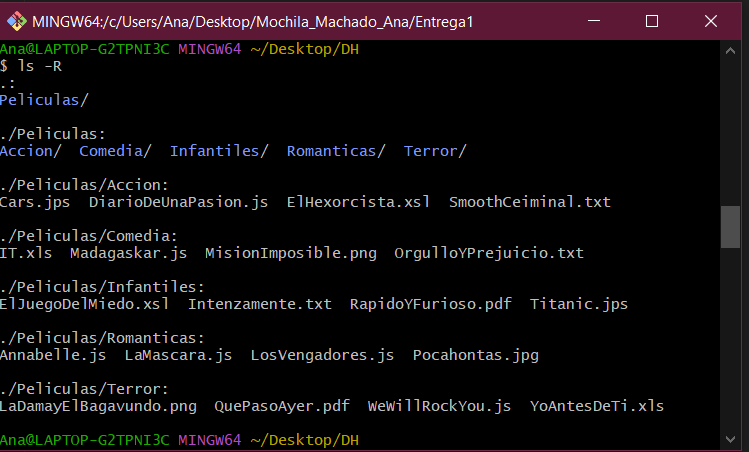 MINGW64:/c/Users/Ana/Desktop/Mochila_Machado_Ana/Entrega1
Ana@LAPTOP-G2TPNI3C MINGW64 ~/Desktop/DH
$ ls -R
.:
Peliculas/
./Peliculas:
Accion/  Comedia/  Infantiles/  Romanticas/  Terror/
./Peliculas/Accion:
Cars.jps  DiarioDeUnaPasion.js  ElHexorcista.xsl  SmoothCeiminal.txt
./Peliculas/Comedia:
IT.xls  Madagaskar.js  MisionImposible.png  OrgulloYPrejuicio.txt
./Peliculas/Infantiles:
ElJuegoDelMiedo.xsl  Intenzamente.txt  RapidoYFurioso.pdf  Titanic.jps
./Peliculas/Romanticas:
Annabelle.js  LaMascara.js  LosVengadores.js  Pocahontas.jpg
./Peliculas/Terror:
LaDamayElBagavundo.png  QuePasoAyer.pdf  WeWillRockYou.js  YoAntesDeTi.xls
Ana@LAPTOP-G2TPNI3C MINGW64 ~/Desktop/DH